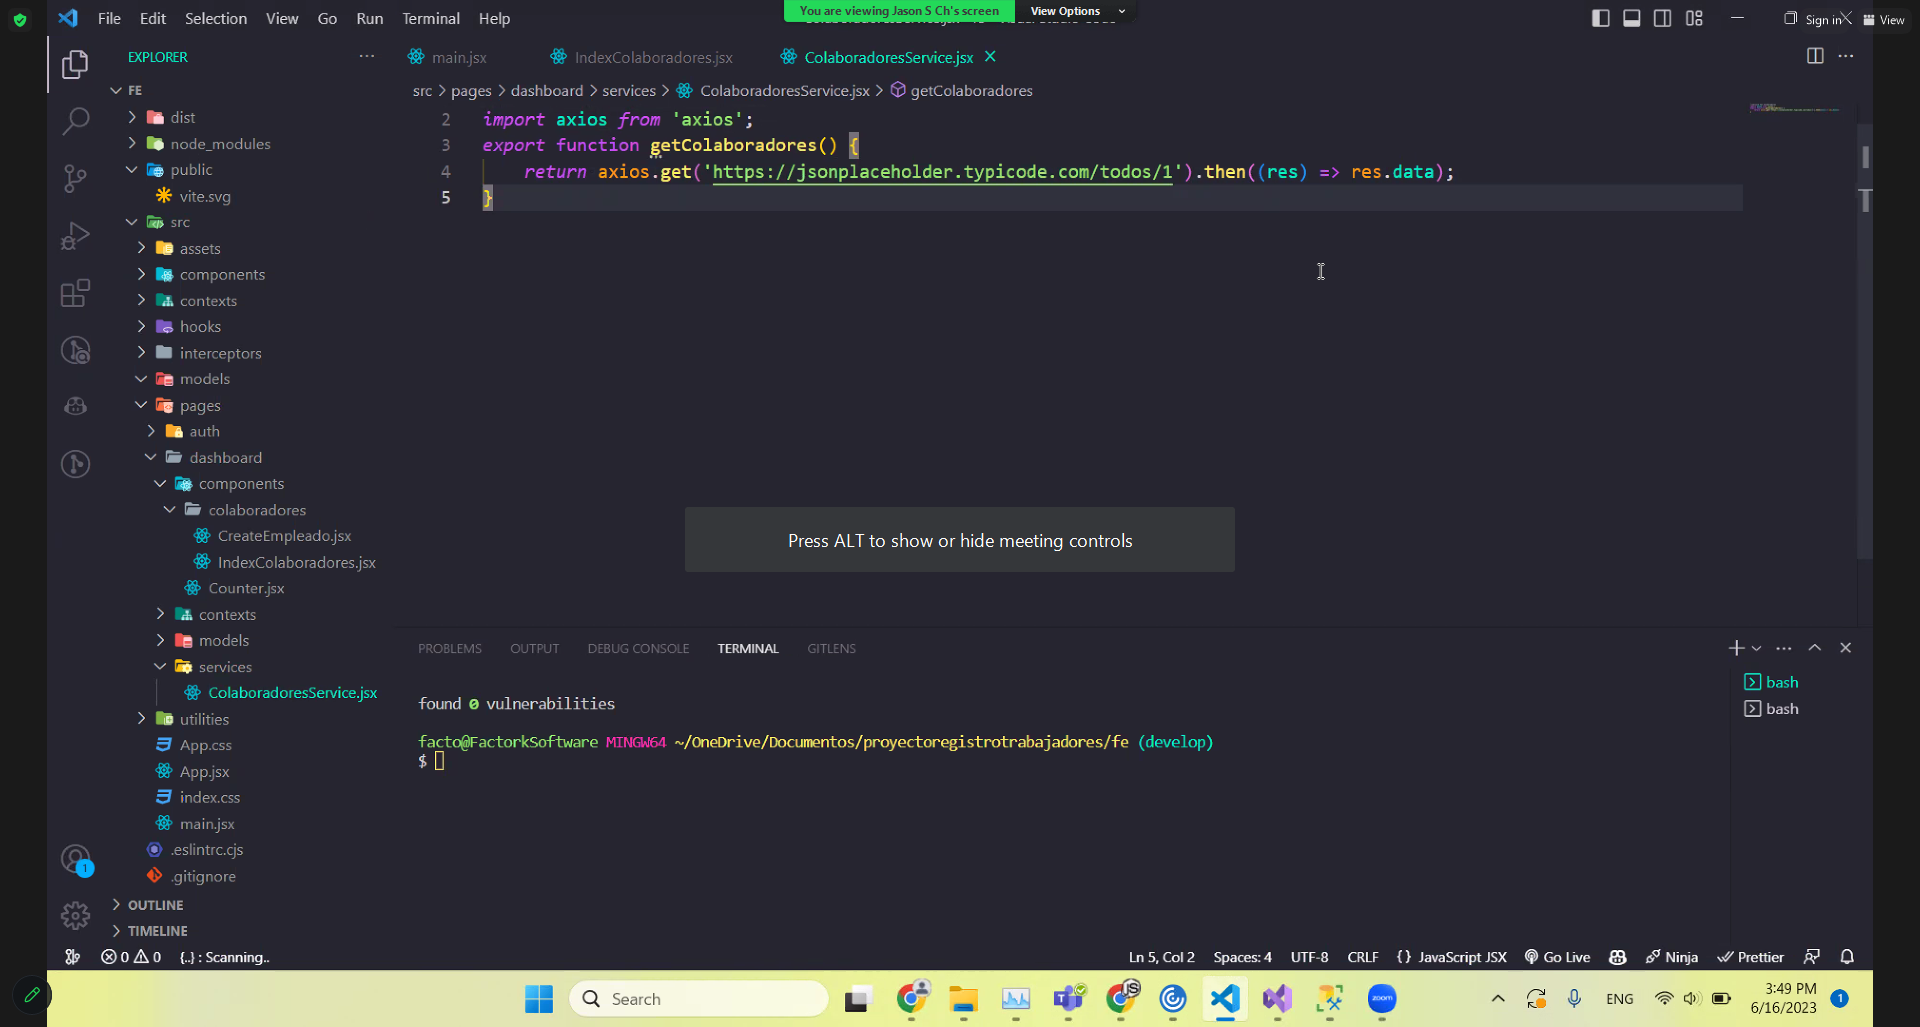 File Edit Selection View Go Run Terminal Help
You are viewing Jason S Ch's screen View Options
Sign in View
EXPLORER
main.jsx IndexColaboradores.jsx ColaboradoresService.jsx
src > pages > dashboard > services > ColaboradoresService.jsx > getColaboradores
FE
dist
node_modules
public
vite.svg
src
assets
components
contexts
hooks
interceptors
models
pages
auth
dashboard
components
colaboradores
CreateEmpleado.jsx
IndexColaboradores.jsx
Counter.jsx
contexts
models
services
ColaboradoresService.jsx
utilities
App.css
App.jsx
index.css
main.jsx
.eslintrc.cjs
.gitignore
OUTLINE
TIMELINE
2 import axios from 'axios';
3 export function getColaboradores() {
4 return axios.get('https://jsonplaceholder.typicode.com/todos/1').then((res) => res.data);
5 }
Press ALT to show or hide meeting controls
PROBLEMS OUTPUT DEBUG CONSOLE TERMINAL GITLENS
found 0 vulnerabilities
facto@FactorkSoftware MINGW64 ~/OneDrive/Documentos/proyectoregistrotrabajadores/fe (develop)
$
bash
bash
1
0 0 {..} : Scanning.. Ln 5, Col 2 Spaces: 4 UTF-8 CRLF { } JavaScript JSX Go Live Ninja Prettier
Search
zoom
ENG
3:49 PM
6/16/2023
1